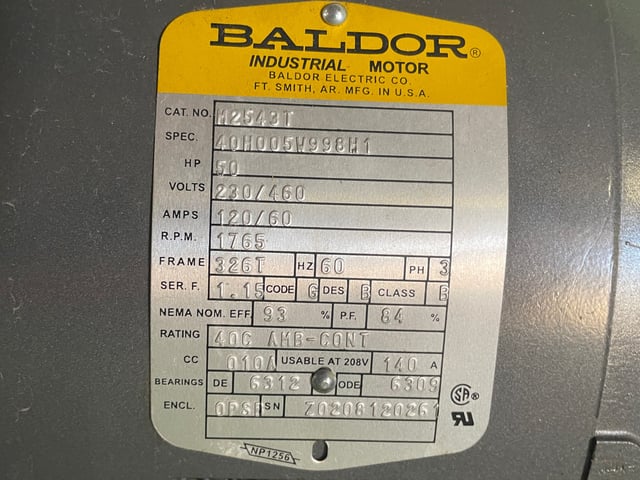 BALDOR®
INDUSTRIAL MOTOR
BALDOR ELECTRIC CO.
FT. SMITH, AR. MFG. IN U.S.A.
CAT. NO. M2543T
SPEC. 40H005W998H1
HP 50
VOLTS 230/460
AMPS 120/60
R.P.M. 1765
FRAME 326T HZ 60 PH 3
SER. F. 1.15 CODE G DES B CLASS B
NEMA NOM. EFF. 93 % P.F. 84 %
RATING 40C AMB-CONT
CC 010A USABLE AT 208V 140 A
BEARINGS DE 6312 ODE 6309
ENCL. OPSB SN Z0208120261
SA®
RU
NP1256